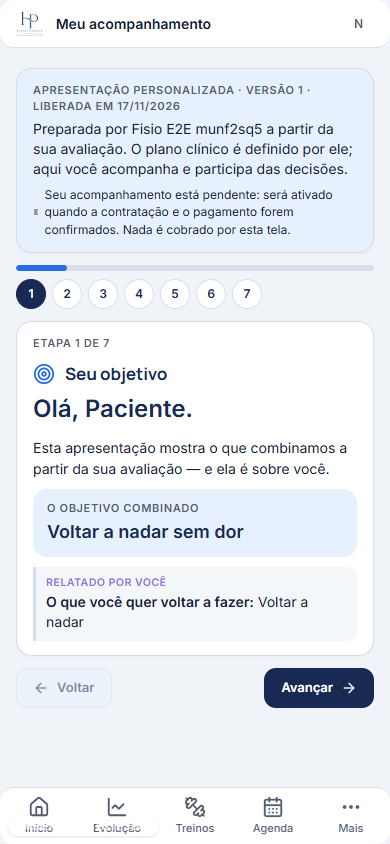 HP
Meu acompanhamento
N
APRESENTAÇÃO PERSONALIZADA · VERSÃO 1 ·
LIBERADA EM 17/11/2026
Preparada por Fisio E2E munf2sq5 a partir da
sua avaliação. O plano clínico é definido por ele;
aqui você acompanha e participa das decisões.
Seu acompanhamento está pendente: será ativado
quando a contratação e o pagamento forem
confirmados. Nada é cobrado por esta tela.
1 2 3 4 5 6 7
ETAPA 1 DE 7
Seu objetivo
Olá, Paciente.
Esta apresentação mostra o que combinamos a
partir da sua avaliação — e ela é sobre você.
O OBJETIVO COMBINADO
Voltar a nadar sem dor
RELATADO POR VOCÊ
O que você quer voltar a fazer: Voltar a
nadar
Voltar
Avançar
Início Evolução Treinos Agenda Mais